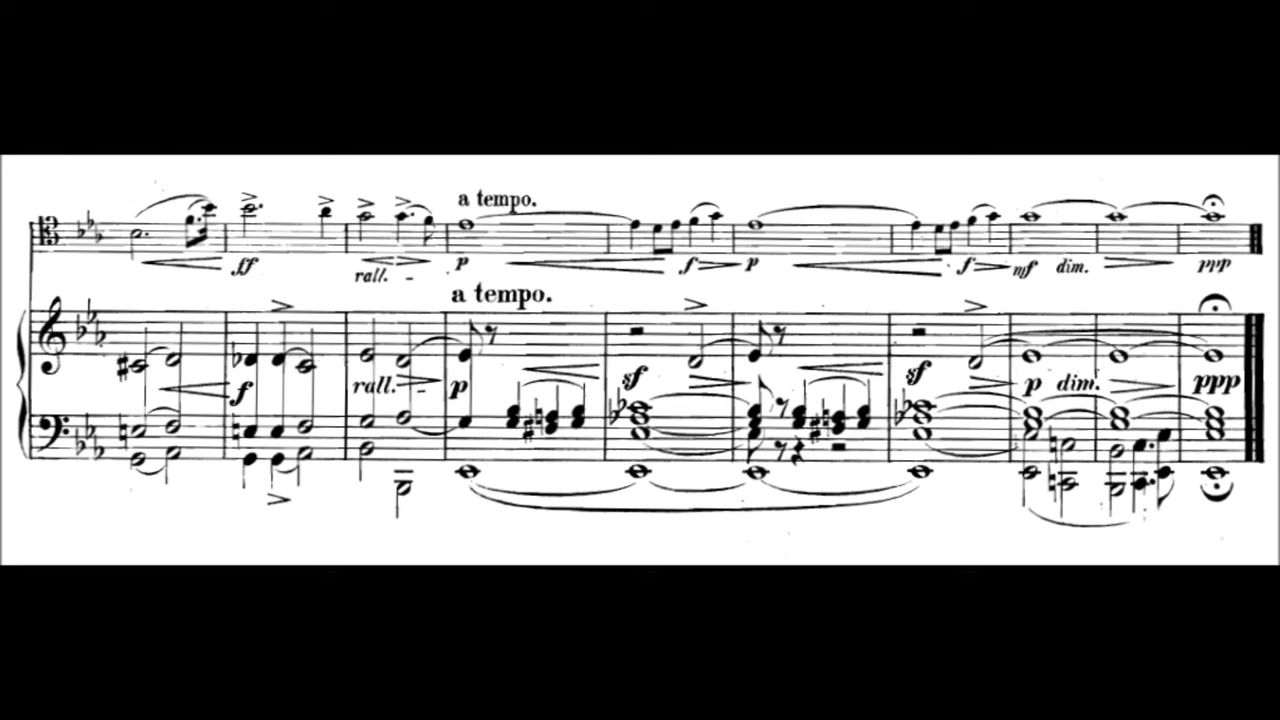 a tempo.
ff rall. - p f p f mf dim. ppp
a tempo.
f rall. - p sf sf p dim. ppp